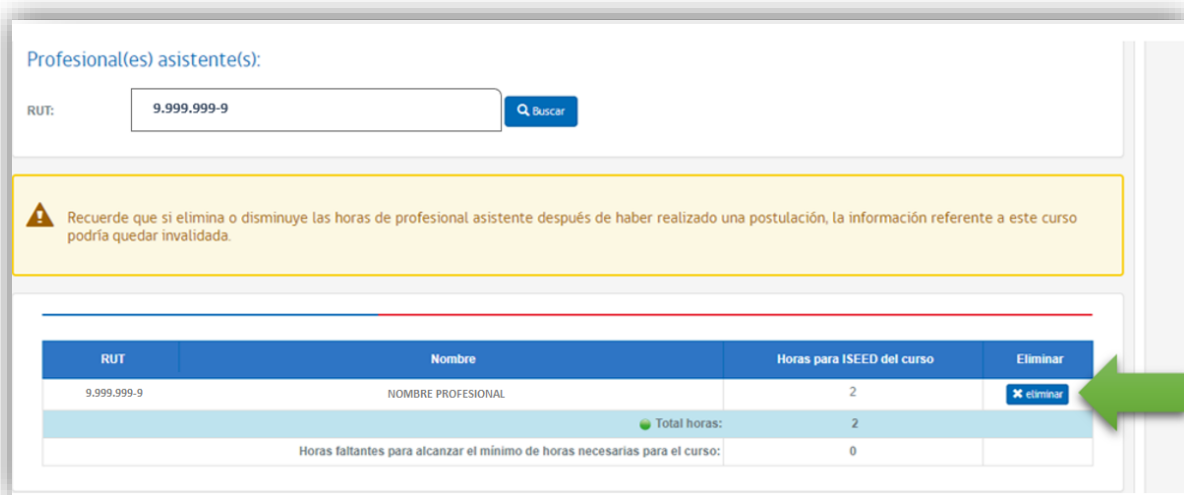 Profesional(es) asistente(s):
RUT: 9.999.999-9 Buscar
Recuerde que si elimina o disminuye las horas de profesional asistente después de haber realizado una postulación, la información referente a este curso
podría quedar invalidada.
RUT Nombre Horas para ISEED del curso Eliminar
9.999.999-9 NOMBRE PROFESIONAL 2 eliminar
Total horas: 2
Horas faltantes para alcanzar el mínimo de horas necesarias para el curso: 0